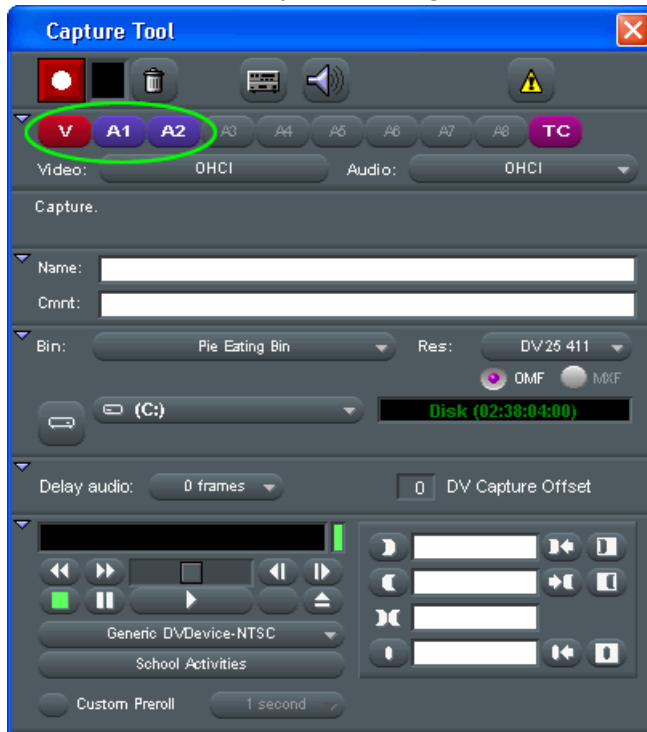 Capture Tool
V A1 A2 A3 A4 A5 A6 A7 A8 TC
Video: OHCI Audio: OHCI
Capture.
Name:
Cmnt:
Bin: Pie Eating Bin Res: DV 25 411
OMF MXF
(C:) Disk (02:38:04:00)
Delay audio: 0 frames 0 DV Capture Offset
Generic DVDevice-NTSC
School Activities
Custom Preroll 1 second